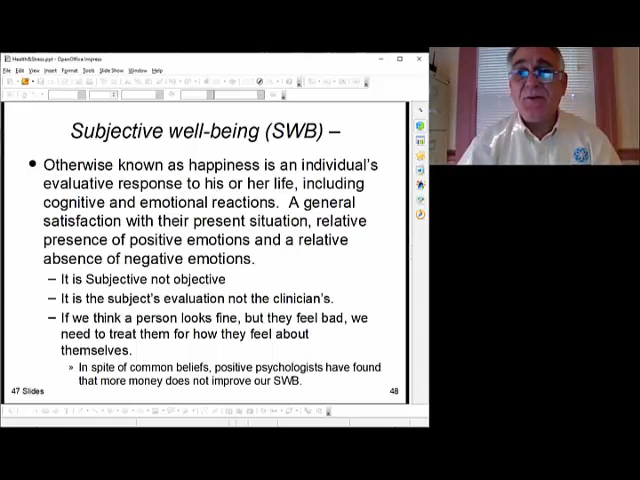 Health&Stress.ppt - OpenOffice Impress
File Edit View Insert Format Tools Slide Show Window Help
Subjective well-being (SWB) –
● Otherwise known as happiness is an individual's
evaluative response to his or her life, including
cognitive and emotional reactions. A general
satisfaction with their present situation, relative
presence of positive emotions and a relative
absence of negative emotions.
– It is Subjective not objective
– It is the subject's evaluation not the clinician's.
– If we think a person looks fine, but they feel bad, we
need to treat them for how they feel about
themselves.
» In spite of common beliefs, positive psychologists have found
that more money does not improve our SWB.
47 Slides
48